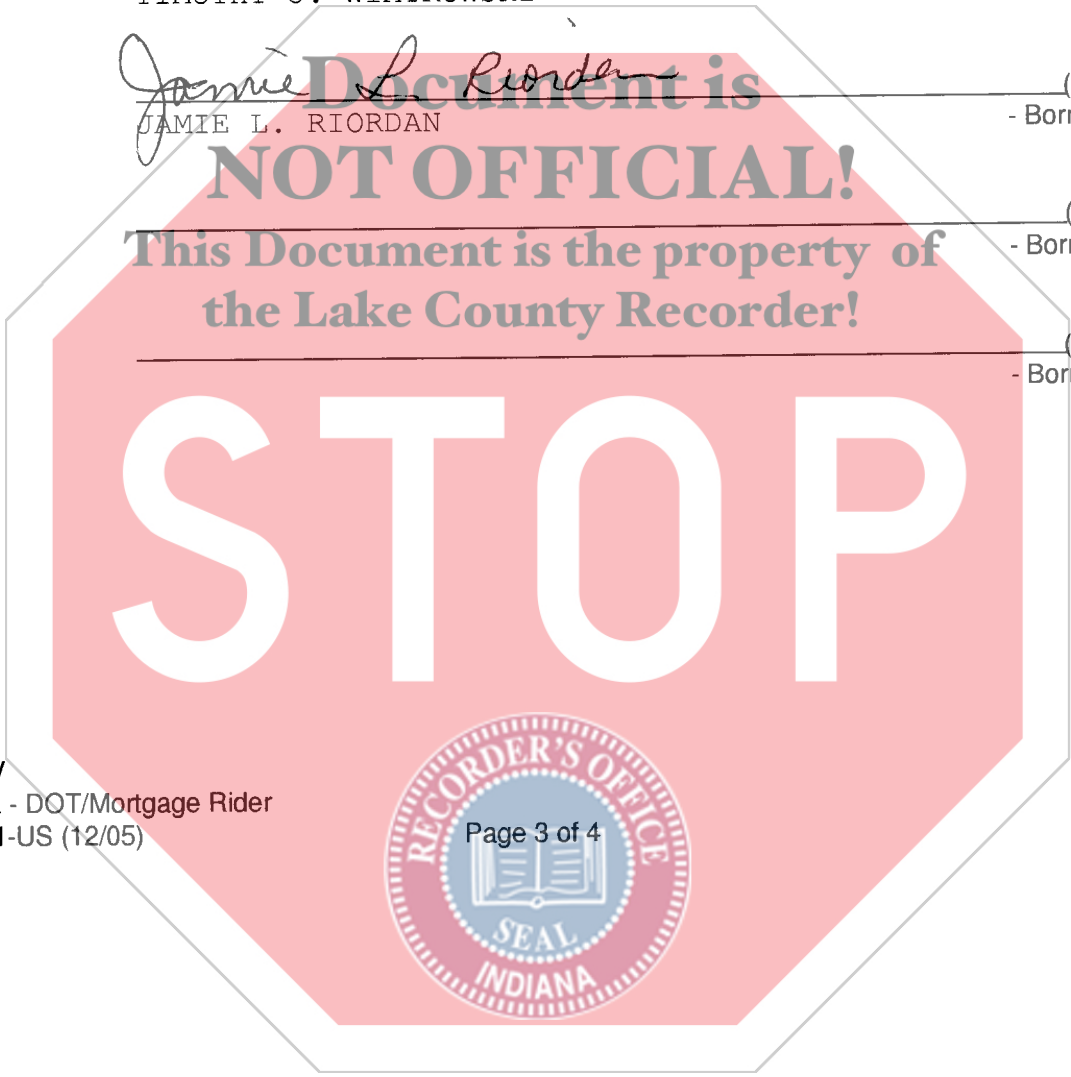 Jamie L. Riordan
JAMIE L. RIORDAN
- Borr
- Borr
- Borr
Document is
NOT OFFICIAL!
This Document is the property of
the Lake County Recorder!
STOP
- DOT/Mortgage Rider
-US (12/05)
Page 3 of 4
RECORDER'S OFFICE
SEAL
INDIANA